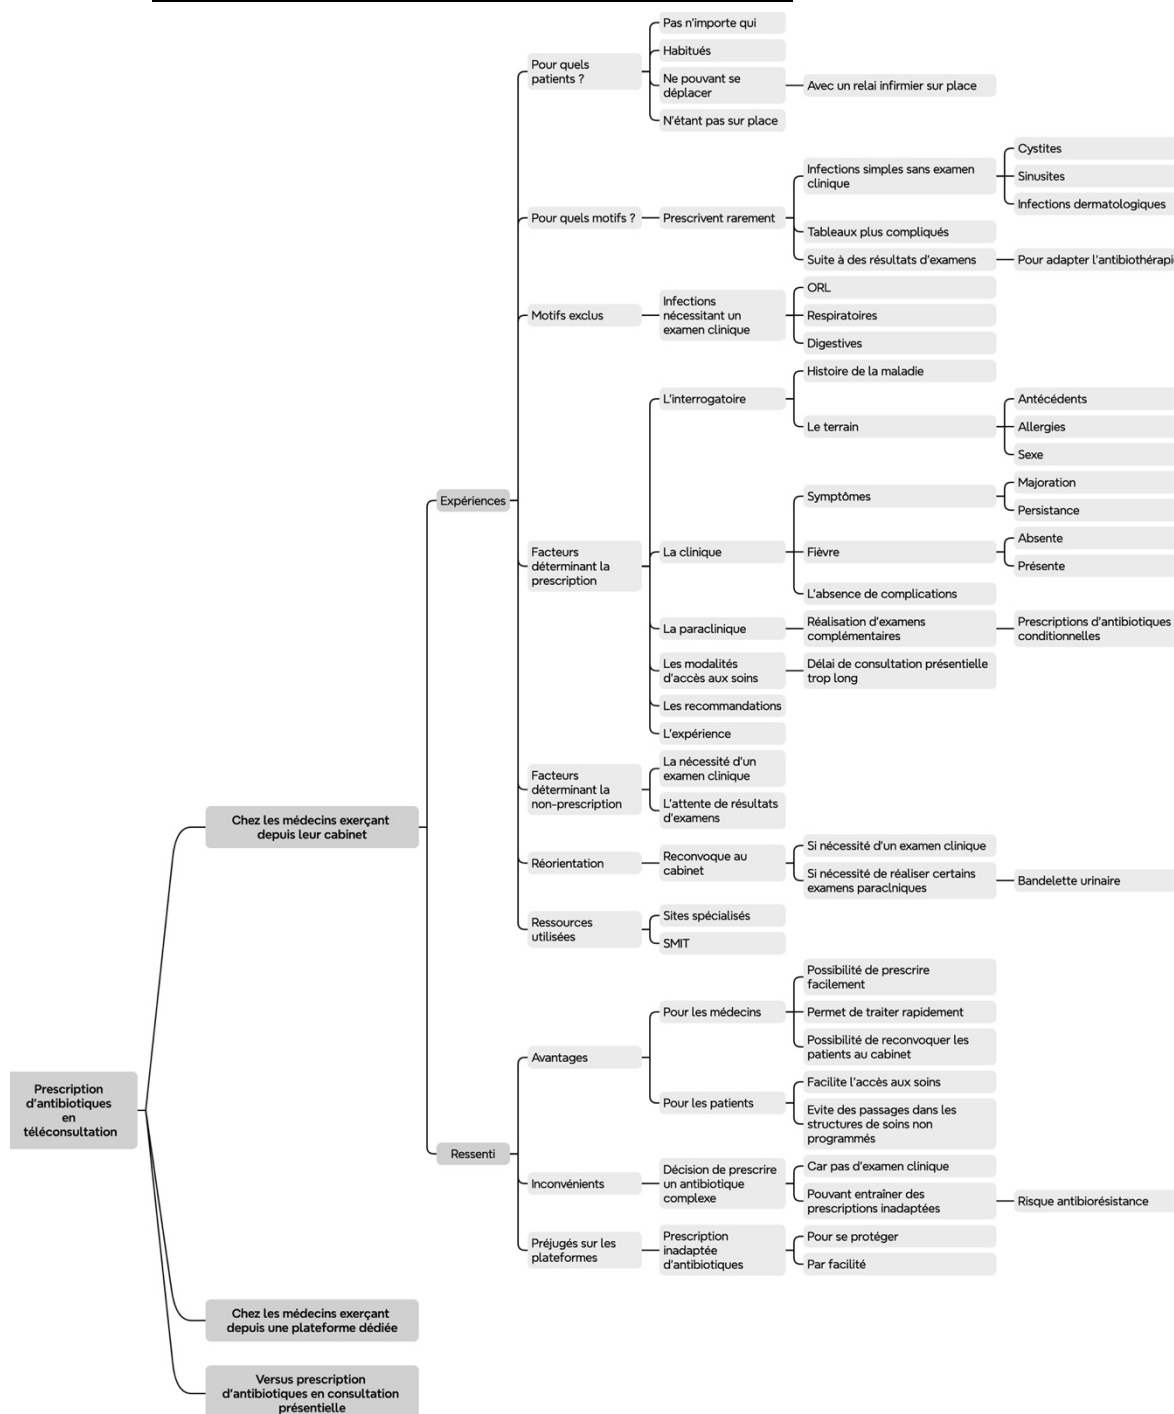 Pas n'importe qui
Habitués
Pour quels
patients ?
Ne pouvant se
déplacer
Avec un relai infirmier sur place
N'étant pas sur place
Cystites
Infections simples sans examen
clinique
Sinusites
Infections dermatologiques
Pour quels motifs ?
Prescrivent rarement
Tableaux plus compliqués
Suite à des résultats d'examens
Pour adapter l'antibiothérapi
ORL
Motifs exclus
Infections
nécessitant un
examen clinique
Respiratoires
Digestives
Histoire de la maladie
L'interrogatoire
Antécédents
Le terrain
Allergies
Sexe
Majoration
Symptômes
Persistance
Expériences
Absente
Facteurs
déterminant la
prescription
La clinique
Fièvre
Présente
L'absence de complications
La paraclinique
Réalisation d'examens
complémentaires
Prescriptions d'antibiotiques
conditionnelles
Les modalités
d'accès aux soins
Délai de consultation présentielle
trop long
Les recommandations
L'expérience
Facteurs
déterminant la
non-prescription
La nécessité d'un
examen clinique
L'attente de résultats
d'examens
Chez les médecins exerçant
depuis leur cabinet
Réorientation
Reconvoque au
cabinet
Si nécessité d'un examen clinique
Si nécessité de réaliser certains
examens paraclniques
Bandelette urinaire
Ressources
utilisées
Sites spécialisés
SMIT
Possibilité de prescrire
facilement
Pour les médecins
Permet de traiter rapidement
Possibilité de reconvoquer les
patients au cabinet
Avantages
Facilite l'accès aux soins
Pour les patients
Evite des passages dans les
structures de soins non
programmés
Prescription
d'antibiotiques
en
téléconsultation
Ressenti
Inconvénients
Décision de prescrire
un antibiotique
complexe
Car pas d'examen clinique
Pouvant entraîner des
prescriptions inadaptées
Risque antibiorésistance
Préjugés sur les
plateformes
Prescription
inadaptée
d'antibiotiques
Pour se protéger
Par facilité
Chez les médecins exerçant
depuis une plateforme dédiée
Versus prescription
d'antibiotiques en consultation
présentielle